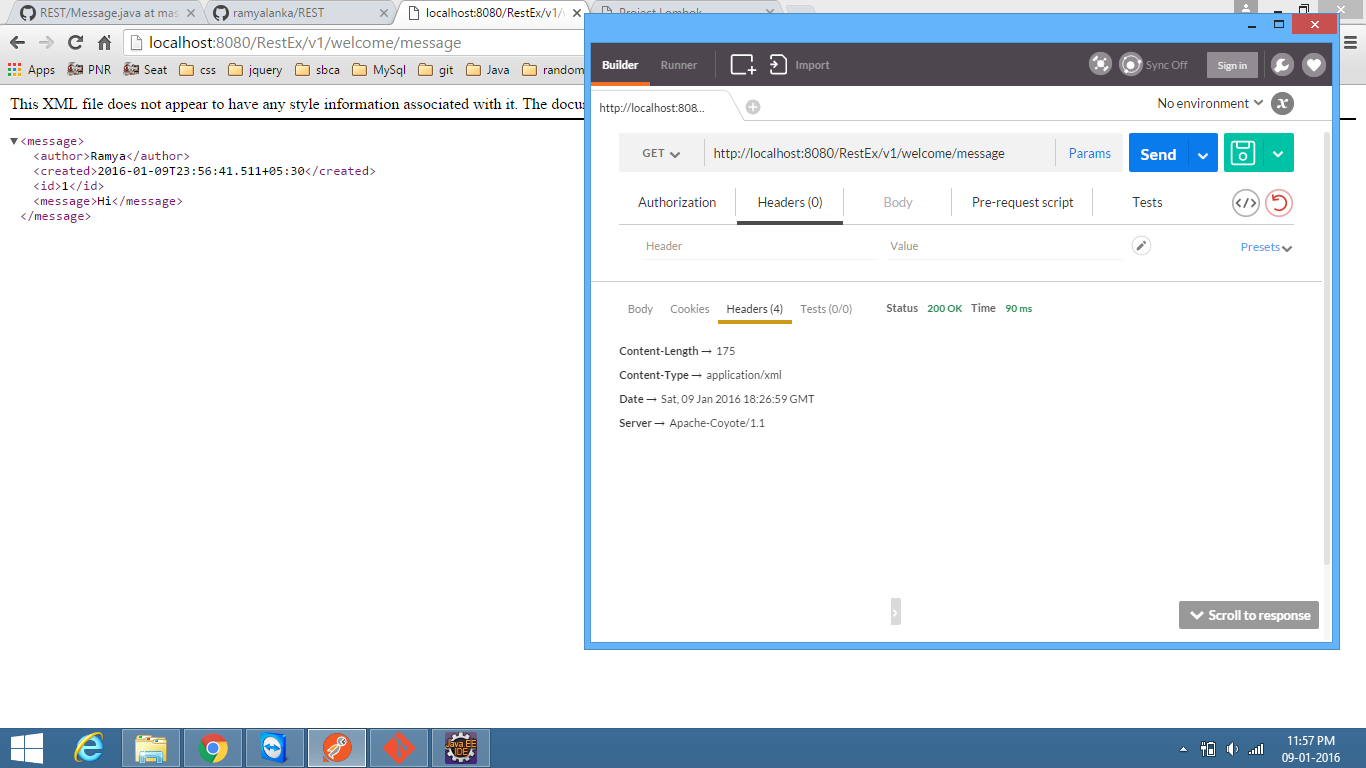 REST/Message.java at mas
ramyalanka/REST
localhost:8080/RestEx/v1/
Project Lombok
localhost:8080/RestEx/v1/welcome/message
Apps
PNR
Seat
css
jquery
sbca
MySql
git
Java
random
This XML file does not appear to have any style information associated with it. The docu
▼<message>
<author>Ramya</author>
<created>2016-01-09T23:56:41.511+05:30</created>
<id>1</id>
<message>Hi</message>
</message>
Builder
Runner
Import
Sync Off
Sign in
http://localhost:808...
No environment
x
GET
http://localhost:8080/RestEx/v1/welcome/message
Params
Send
Authorization
Headers (0)
Body
Pre-request script
Tests
</>
Header
Value
Presets
Body
Cookies
Headers (4)
Tests (0/0)
Status 200 OK Time 90 ms
Content-Length → 175
Content-Type → application/xml
Date → Sat, 09 Jan 2016 18:26:59 GMT
Server → Apache-Coyote/1.1
Scroll to response
Java EE
IDE
11:57 PM
09-01-2016